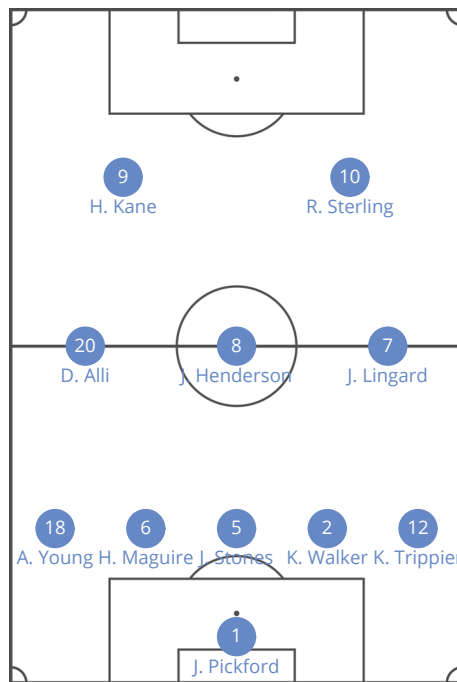 9 10
H. Kane R. Sterling
20 8 7
D. Alli J. Henderson J. Lingard
18 6 5 2 12
A. Young H. Maguire J. Stones K. Walker K. Trippier
1
J. Pickford